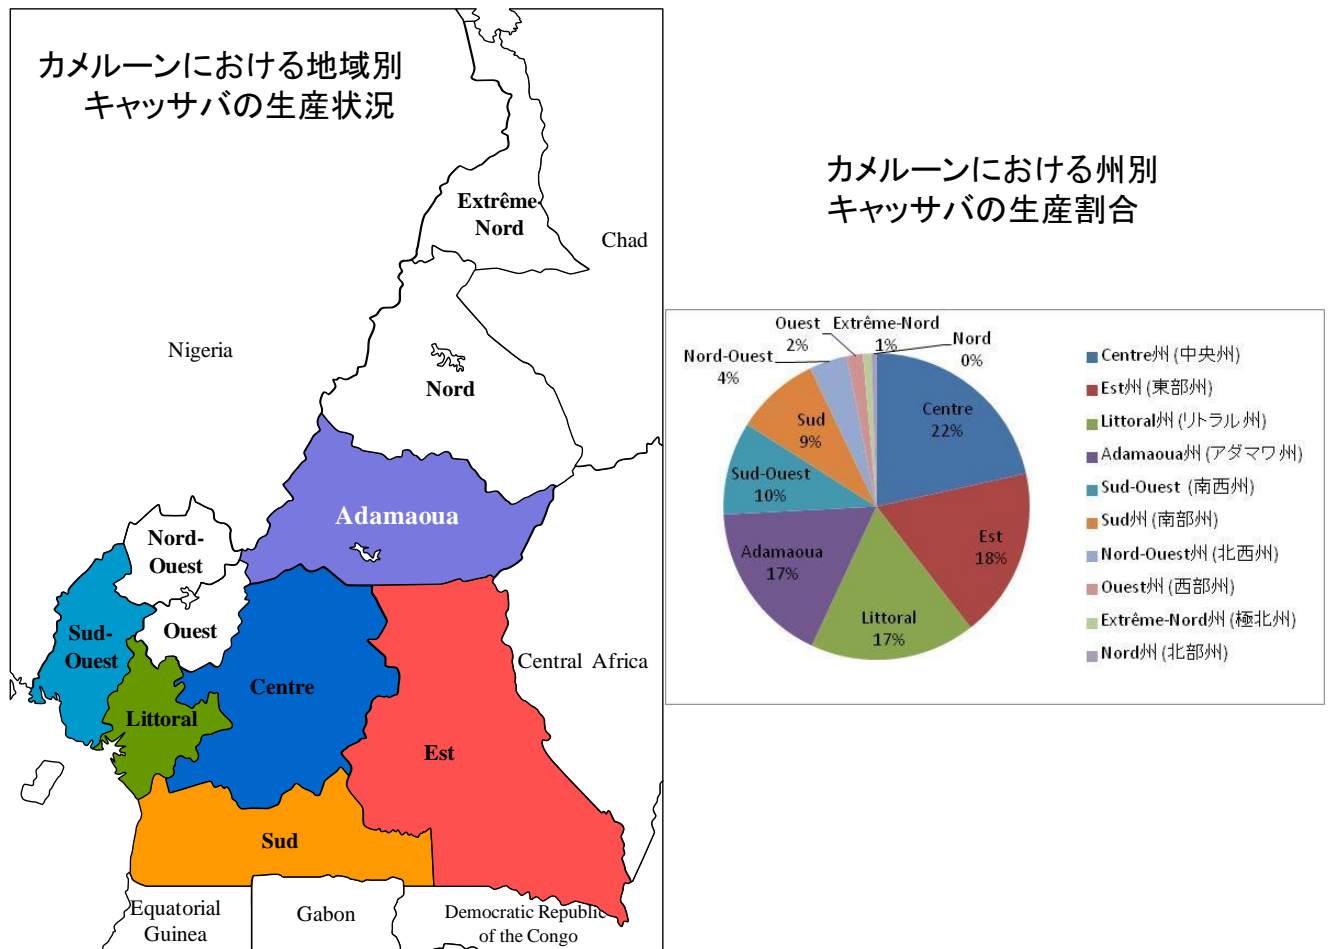 カメルーンにおける地域別
キャッサバの生産状況
Extrême-
Nord
Chad
Nigeria
Nord
Adamaoua
Nord-
Ouest
Ouest
Sud-
Ouest
Central Africa
Centre
Littoral
Est
Sud
Equatorial
Guinea
Gabon
Democratic Republic
of the Congo
カメルーンにおける州別
キャッサバの生産割合
Ouest
2%
Extrême-Nord
1%
Nord
0%
Nord-Ouest
4%
Centre
22%
Sud
9%
Sud-Ouest
10%
Est
18%
Adamaoua
17%
Littoral
17%
Centre州 (中央州)
Est州 (東部州)
Littoral州 (リトラル州)
Adamaoua州 (アダマワ州)
Sud-Ouest (南西州)
Sud州 (南部州)
Nord-Ouest州 (北西州)
Ouest州 (西部州)
Extrême-Nord州 (極北州)
Nord州 (北部州)